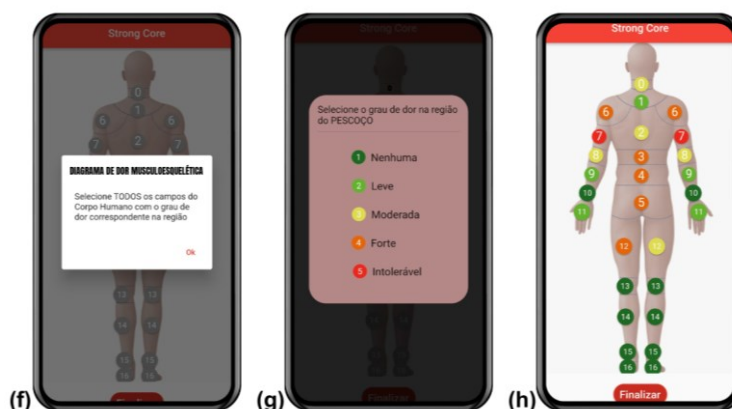 Strong Core
0
1
6
6
2
7
7
DIAGRAMA DE DOR MUSCULOESQUELÉTICA
Selecione TODOS os campos do
Corpo Humano com o grau de
dor correspondente na região
Ok
13
13
14
14
15
15
16
16
Finalizar
(f)
Strong Core
Selecione o grau de dor na região
do PESCOÇO
1 Nenhuma
2 Leve
3 Moderada
4 Forte
5 Intolerável
Finalizar
(g)
Strong Core
0
1
6
6
7
2
7
8
3
8
9
4
9
10
10
5
11
11
12
12
13
13
14
14
15
15
16
16
Finalizar
(h)